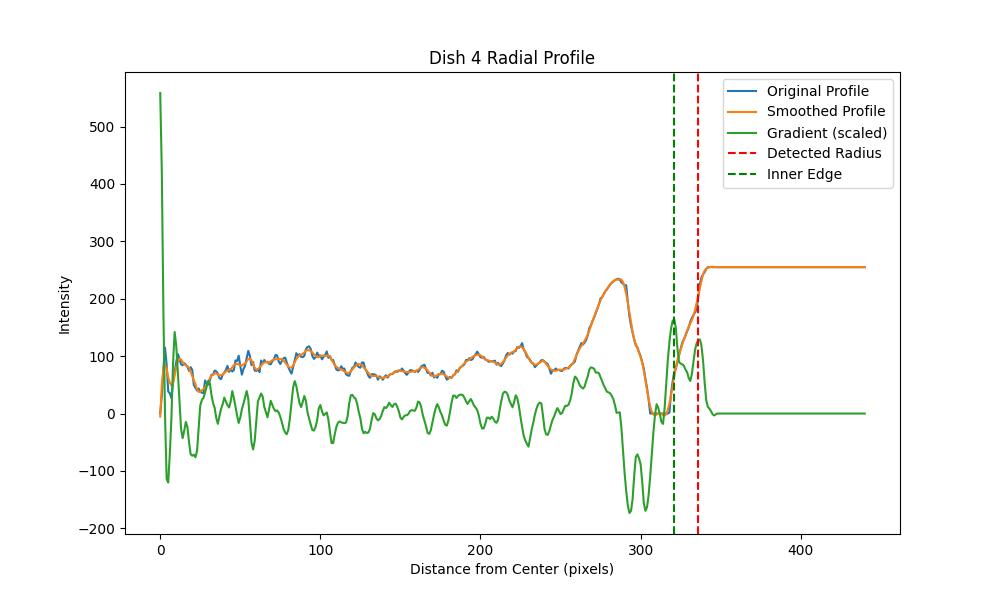 Dish 4 Radial Profile
Original Profile
Smoothed Profile
Gradient (scaled)
Detected Radius
Inner Edge
500
400
300
200
100
0
−100
−200
Intensity
0 100 200 300 400
Distance from Center (pixels)